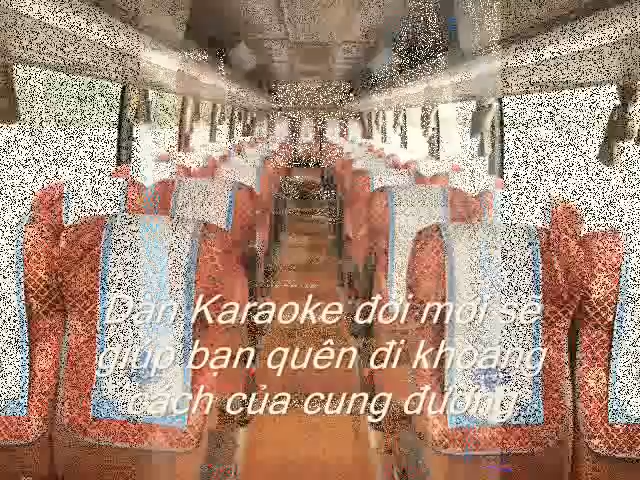 Dàn Karaoke đời mới sẽ
giúp bạn quên đi khoảng
cách của cung đường